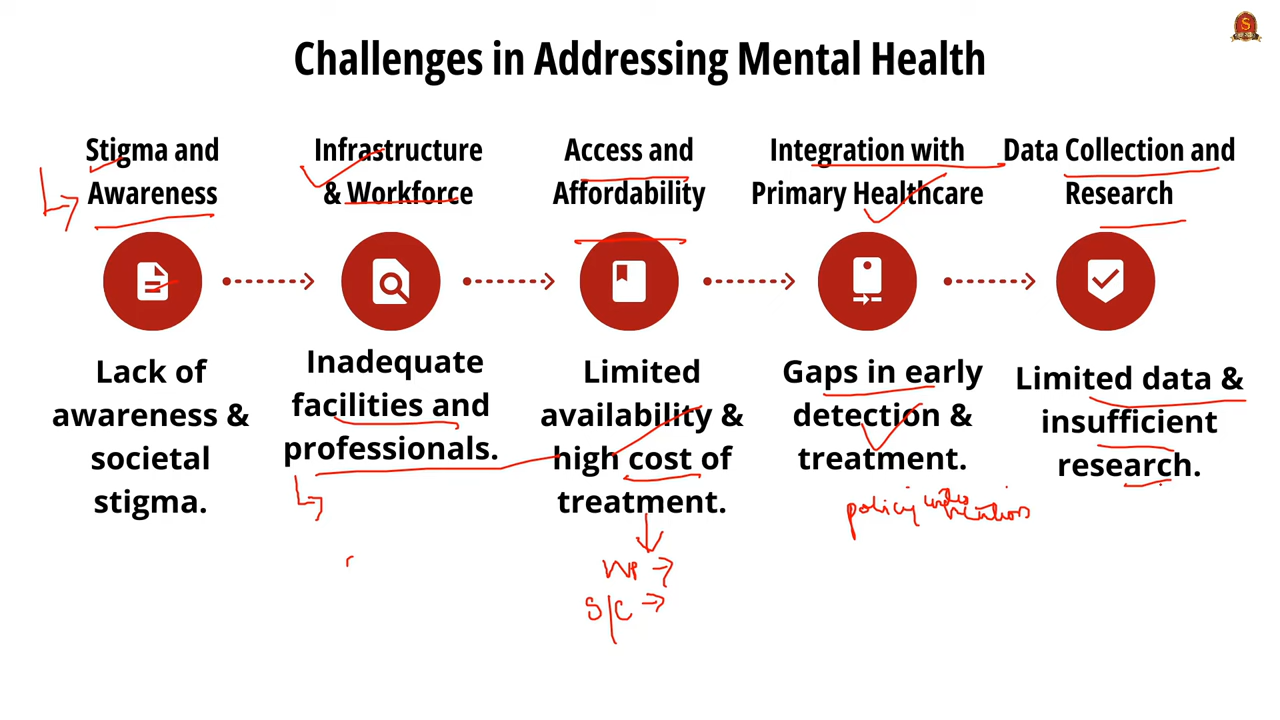 Challenges in Addressing Mental Health
Stigma and
Awareness
Lack of
awareness &
societal
stigma.
Infrastructure
& Workforce
Inadequate
facilities and
professionals.
Access and
Affordability
Limited
availability &
high cost of
treatment.
S/C →
Integration with
Primary Healthcare
Gaps in early
detection &
treatment.
policy
Data Collection and
Research
Limited data &
insufficient
research.